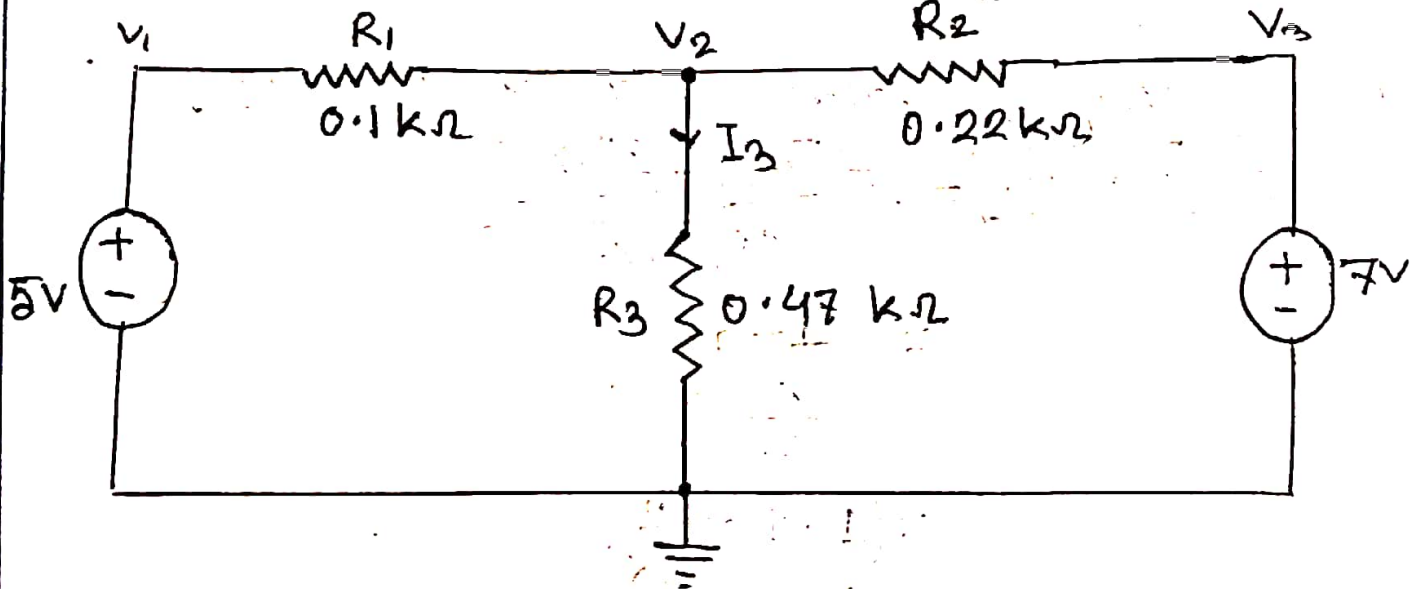 V1 R1 V2 R2 V3
0.1 kΩ 0.22 kΩ
I3
+ +
5V - R3 0.47 kΩ - 7V